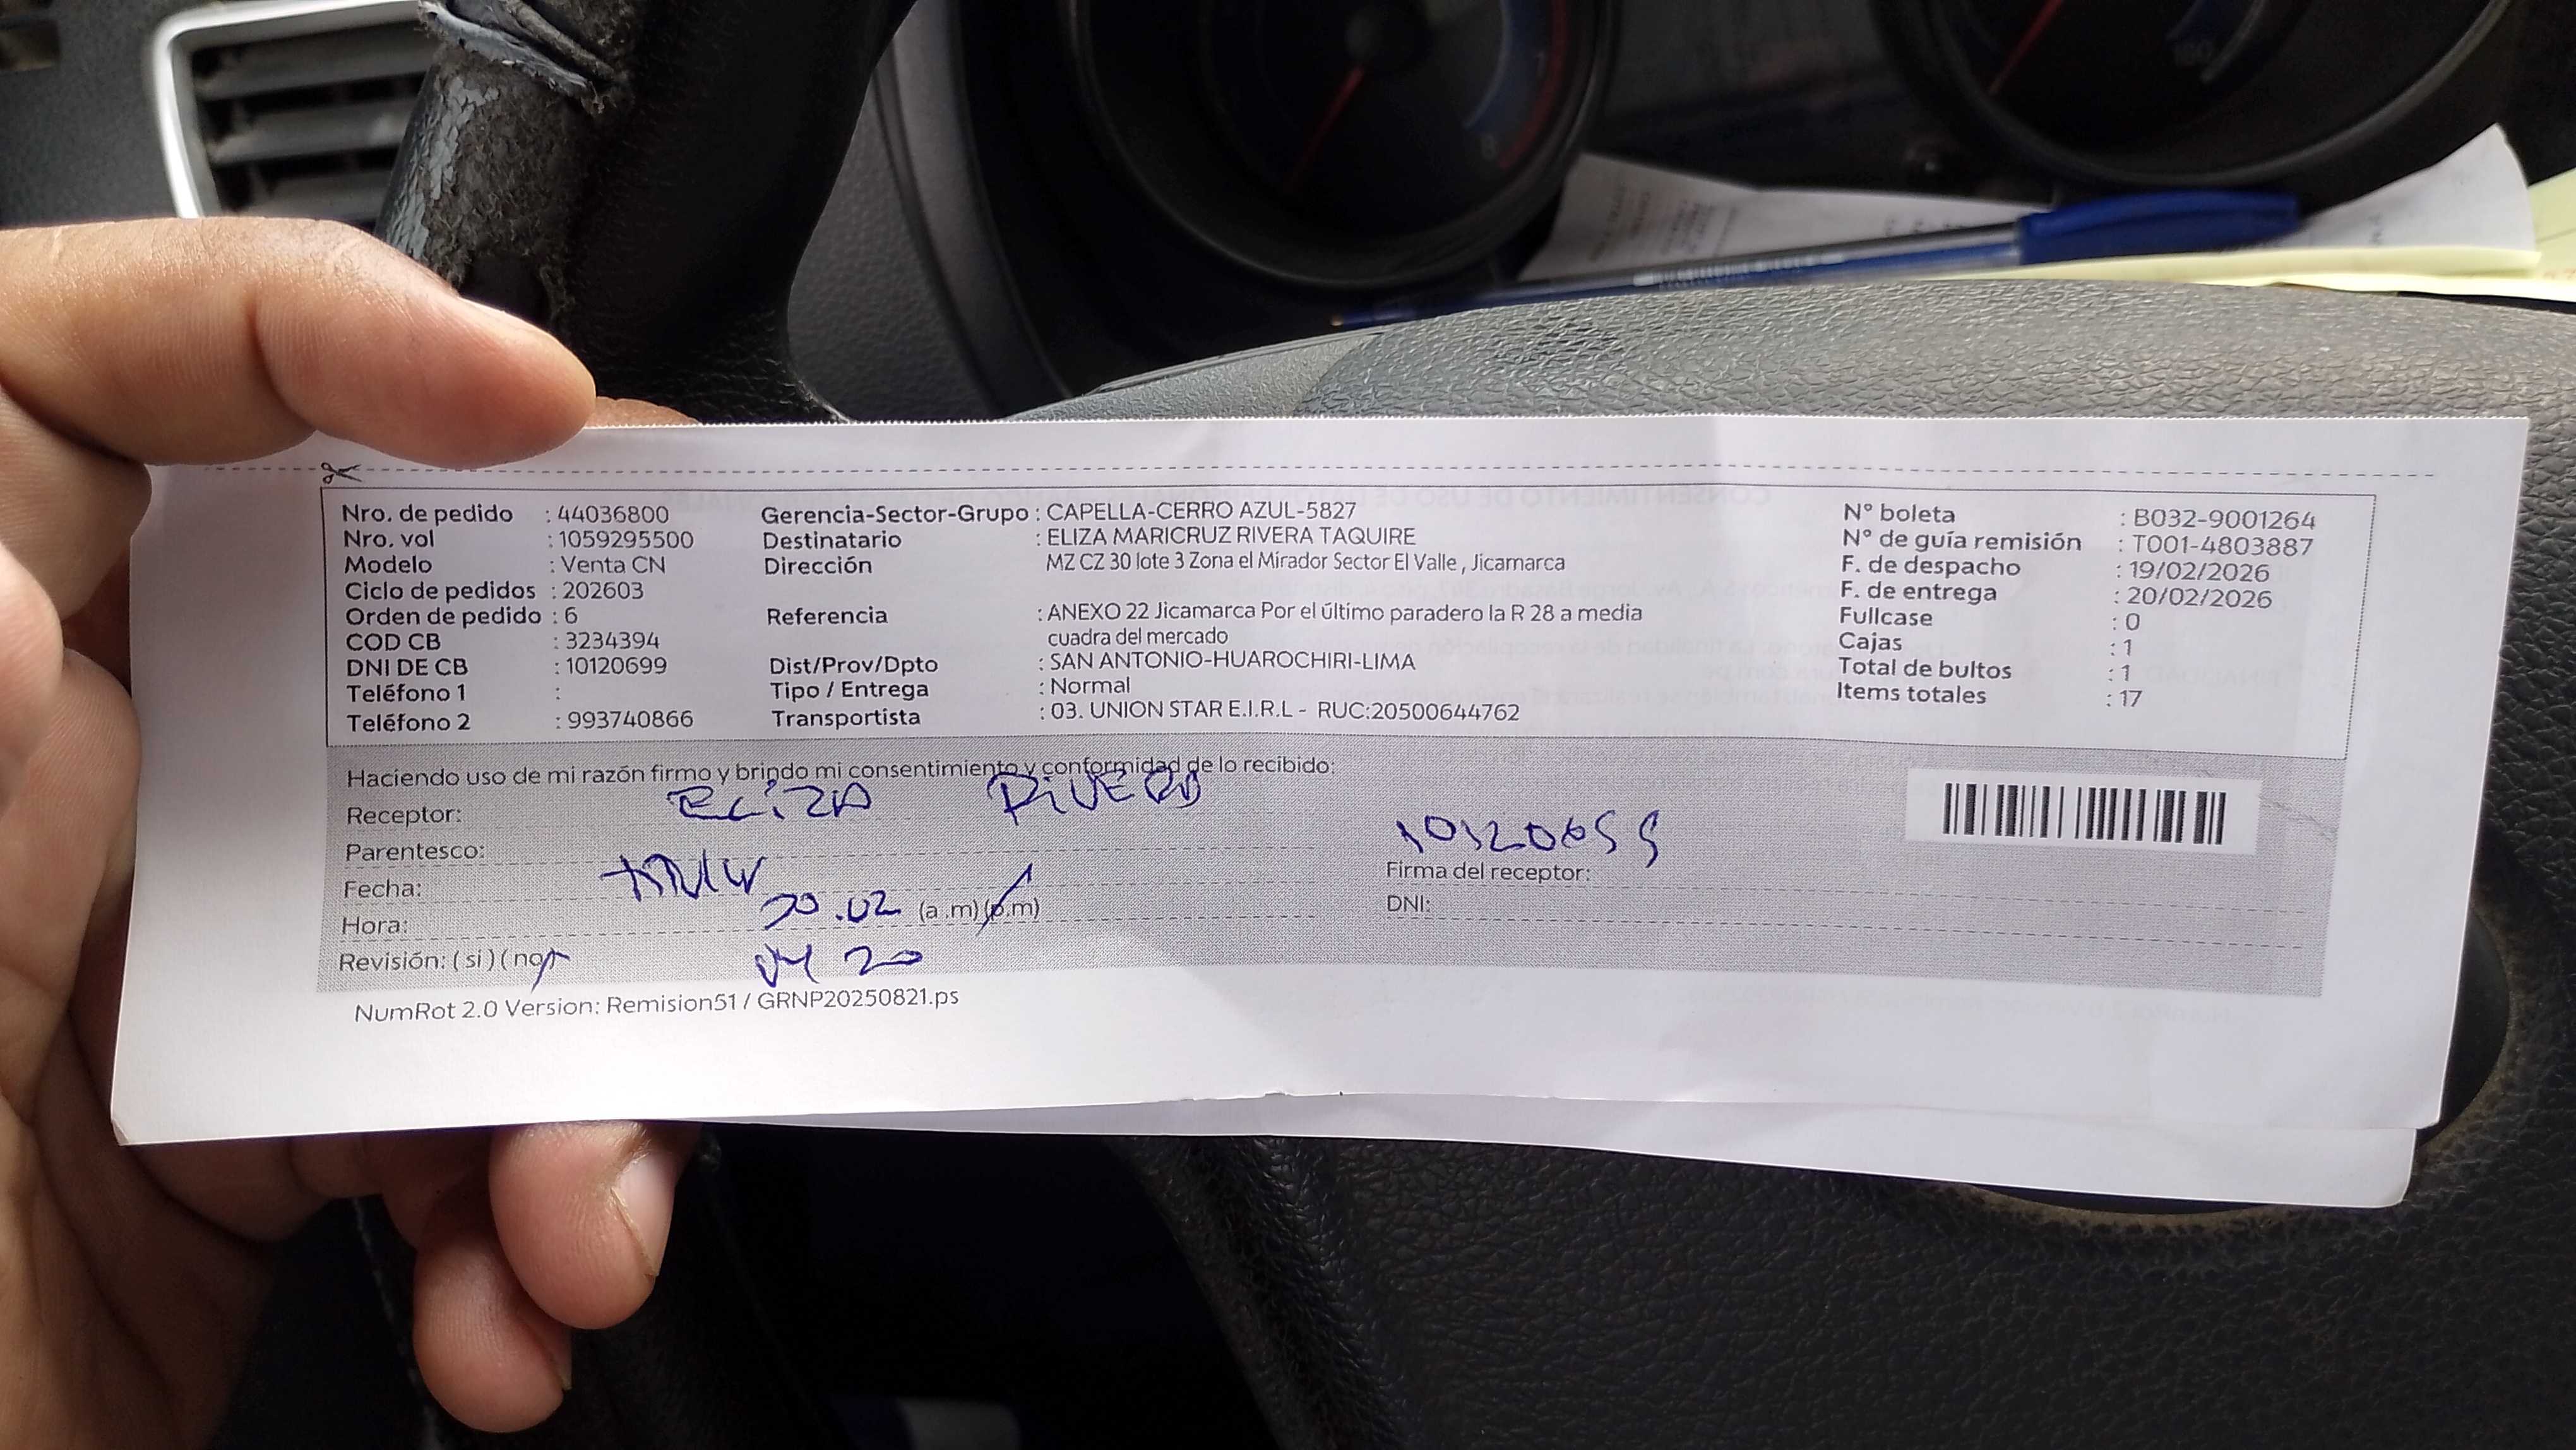 Nro. de pedido : 44036800
Nro. vol : 1059295500
Modelo : Venta CN
Ciclo de pedidos : 202603
Orden de pedido : 6
COD CB : 3234394
DNI DE CB : 10120699
Teléfono 1 :
Teléfono 2 : 993740866
Gerencia-Sector-Grupo : CAPELLA-CERRO AZUL-5827
Destinatario : ELIZA MARICRUZ RIVERA TAQUIRE
Dirección MZ CZ 30 lote 3 Zona el Mirador Sector El Valle , Jicamarca
Referencia : ANEXO 22 Jicamarca Por el último paradero la R 28 a media
cuadra del mercado
Dist/Prov/Dpto : SAN ANTONIO-HUAROCHIRI-LIMA
Tipo / Entrega : Normal
Transportista : 03. UNION STAR E.I.R.L - RUC:20500644762
N° boleta : B032-9001264
N° de guía remisión : T001-4803887
F. de despacho : 19/02/2026
F. de entrega : 20/02/2026
Fullcase : 0
Cajas : 1
Total de bultos : 1
Items totales : 17
Haciendo uso de mi razón firmo y brindo mi consentimiento y conformidad de lo recibido:
Receptor: ELIZA RIVERA
Parentesco:
Fecha:
Hora: 20.02 (a.m)(p.m)
Revisión: (si)(no) 04 20
10120699
Firma del receptor:
DNI:
NumRot 2.0 Version: Remision51 / GRNP20250821.ps